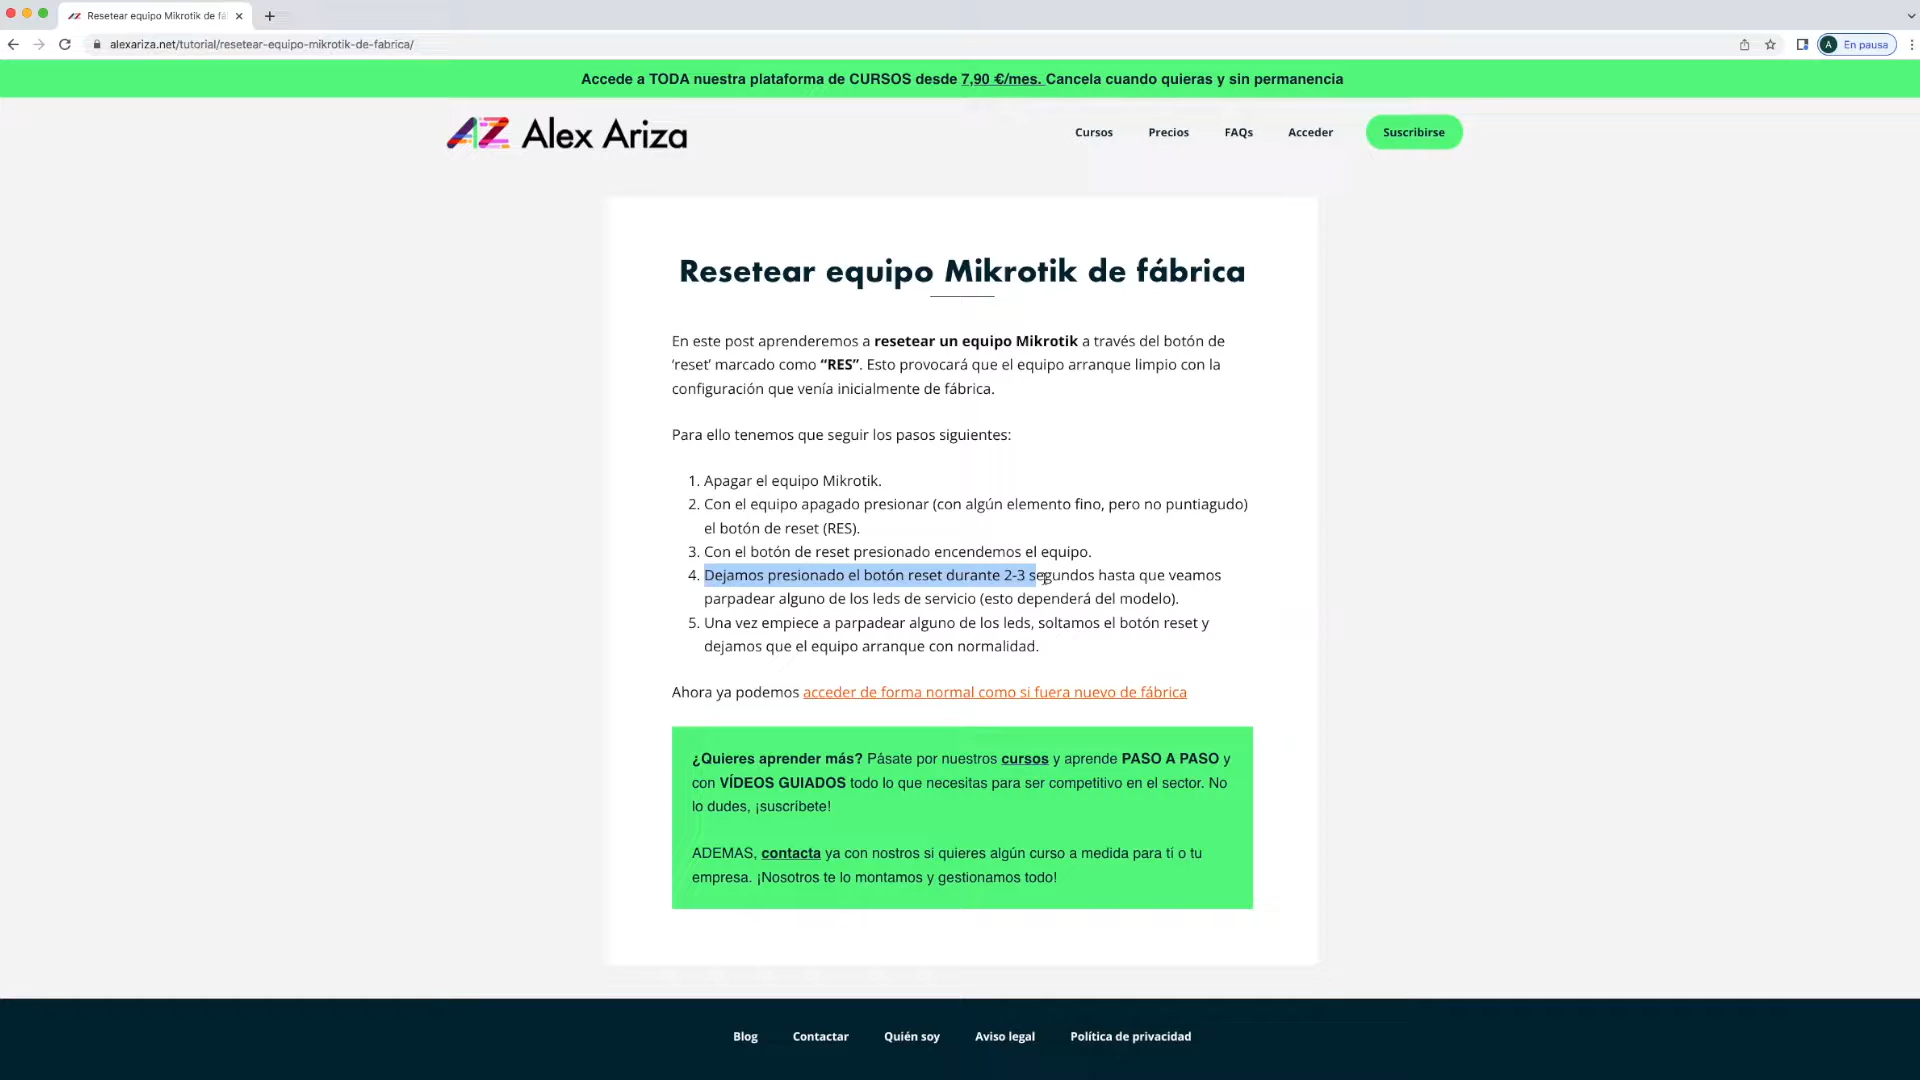 Resetear equipo Mikrotik de fá
alexariza.net/tutorial/resetear-equipo-mikrotik-de-fabrica/
A En pausa
Accede a TODA nuestra plataforma de CURSOS desde 7,90 €/mes. Cancela cuando quieras y sin permanencia
AZ Alex Ariza
Cursos Precios FAQs Acceder Suscribirse
Resetear equipo Mikrotik de fábrica
En este post aprenderemos a resetear un equipo Mikrotik a través del botón de
‘reset’ marcado como “RES”. Esto provocará que el equipo arranque limpio con la
configuración que venía inicialmente de fábrica.
Para ello tenemos que seguir los pasos siguientes:
1. Apagar el equipo Mikrotik.
2. Con el equipo apagado presionar (con algún elemento fino, pero no puntiagudo)
el botón de reset (RES).
3. Con el botón de reset presionado encendemos el equipo.
4. Dejamos presionado el botón reset durante 2-3 segundos hasta que veamos
parpadear alguno de los leds de servicio (esto dependerá del modelo).
5. Una vez empiece a parpadear alguno de los leds, soltamos el botón reset y
dejamos que el equipo arranque con normalidad.
Ahora ya podemos acceder de forma normal como si fuera nuevo de fábrica
¿Quieres aprender más? Pásate por nuestros cursos y aprende PASO A PASO y
con VÍDEOS GUIADOS todo lo que necesitas para ser competitivo en el sector. No
lo dudes, ¡suscríbete!
ADEMAS, contacta ya con nostros si quieres algún curso a medida para tí o tu
empresa. ¡Nosotros te lo montamos y gestionamos todo!
Blog Contactar Quién soy Aviso legal Política de privacidad